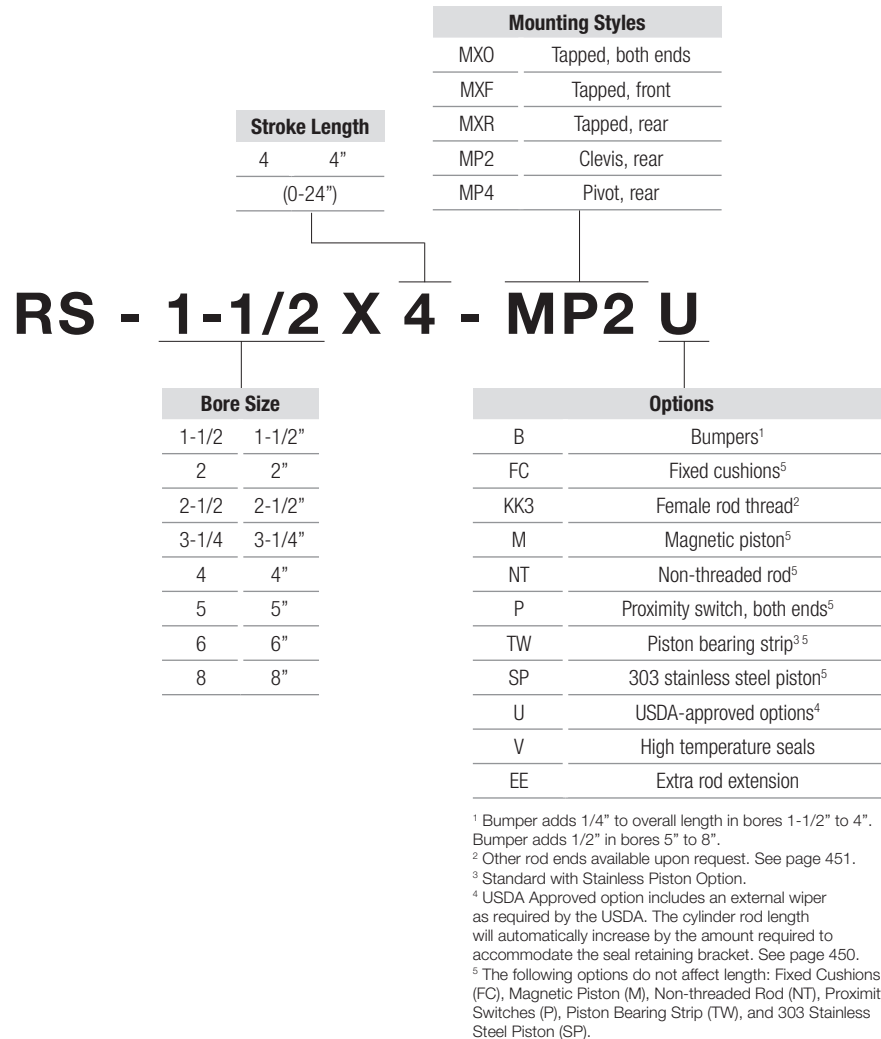 Mounting Styles
MXO Tapped, both ends
MXF Tapped, front
MXR Tapped, rear
MP2 Clevis, rear
MP4 Pivot, rear
Stroke Length
4 4”
(0-24”)
RS - 1-1/2 X 4 - MP2 U
Bore Size
1-1/2 1-1/2”
2 2”
2-1/2 2-1/2”
3-1/4 3-1/4”
4 4”
5 5”
6 6”
8 8”
Options
B Bumpers¹
FC Fixed cushions⁵
KK3 Female rod thread²
M Magnetic piston⁵
NT Non-threaded rod⁵
P Proximity switch, both ends⁵
TW Piston bearing strip³ ⁵
SP 303 stainless steel piston⁵
U USDA-approved options⁴
V High temperature seals
EE Extra rod extension
¹ Bumper adds 1/4” to overall length in bores 1-1/2” to 4”.
Bumper adds 1/2” in bores 5” to 8”.
² Other rod ends available upon request. See page 451.
³ Standard with Stainless Piston Option.
⁴ USDA Approved option includes an external wiper
as required by the USDA. The cylinder rod length
will automatically increase by the amount required to
accommodate the seal retaining bracket. See page 450.
⁵ The following options do not affect length: Fixed Cushions
(FC), Magnetic Piston (M), Non-threaded Rod (NT), Proximit
Switches (P), Piston Bearing Strip (TW), and 303 Stainless
Steel Piston (SP).